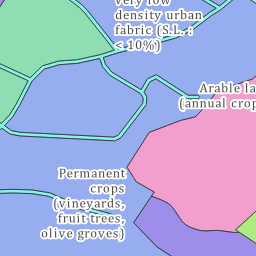 very low
density urban
fabric (S.L. :
< 10%)
Arable la
(annual crop
Permanent
crops
(vineyards,
fruit trees,
olive groves)